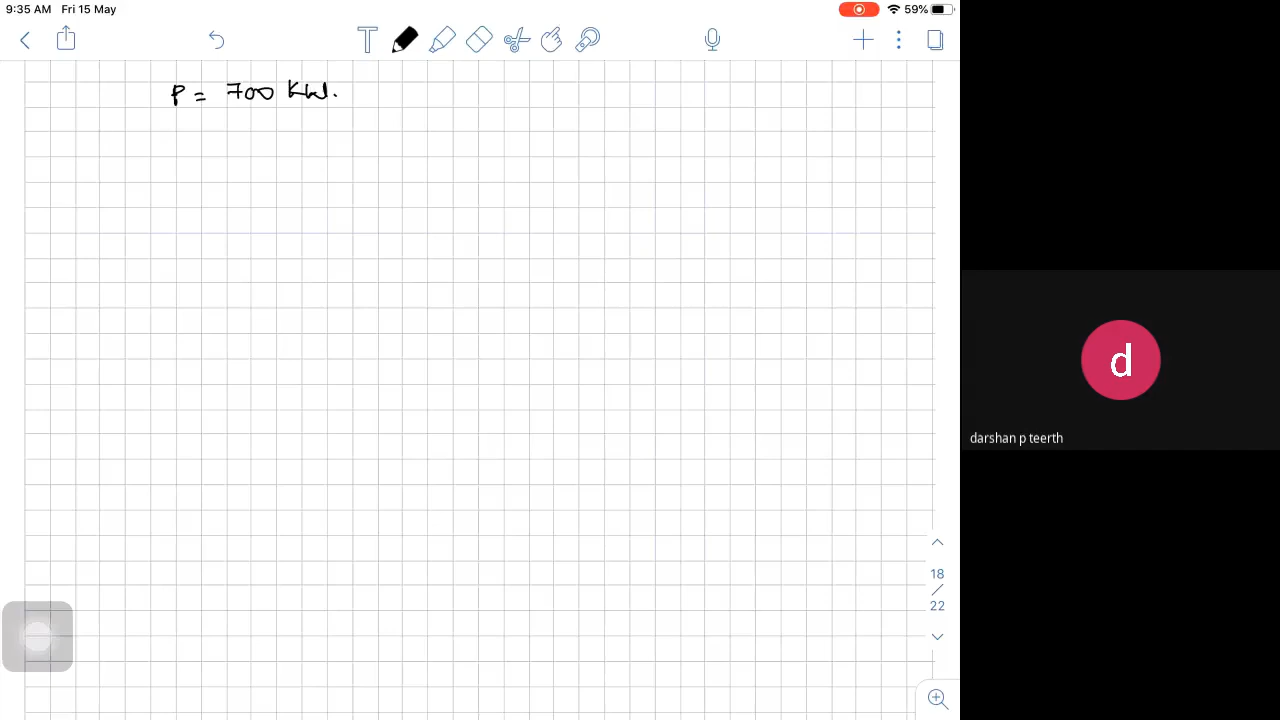 9:35 AM Fri 15 May 59%
P = 700 KW.
d
darshan p teerth
18
22